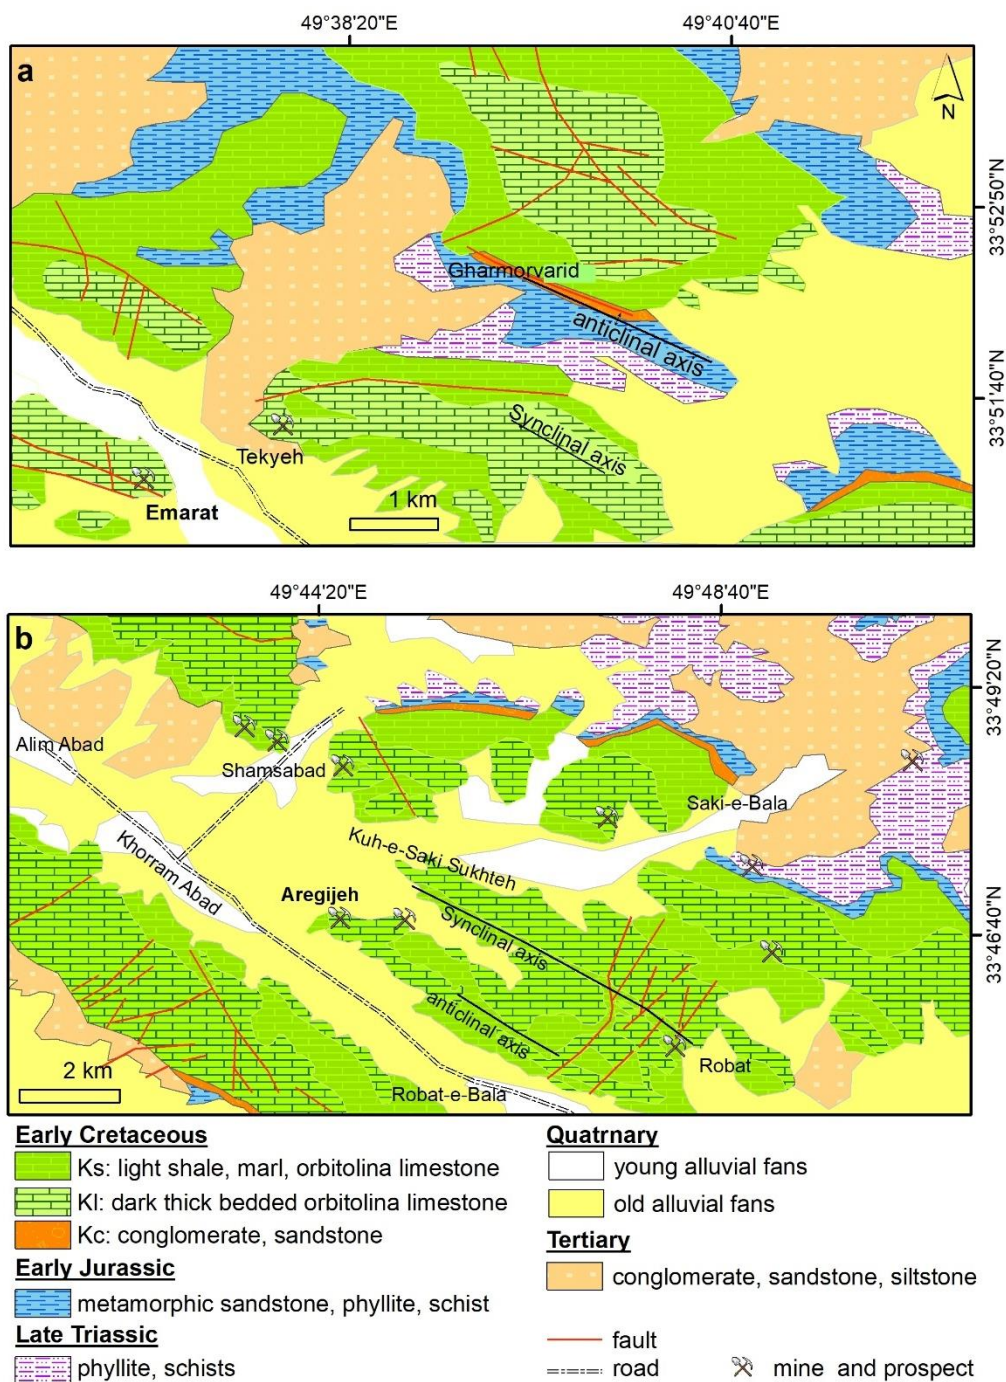 49°38'20"E
49°40'40"E
a
N
33°52'50"N
Gharmorvarid
anticlinal axis
33°51'40"N
Synclinal axis
Tekyeh
1 km
Emarat
49°44'20"E
49°48'40"E
b
33°49'20"N
Alim Abad
Shamsabad
Saki-e-Bala
Kuh-e-Saki Sukhteh
Khorram Abad
Aregijeh
Synclinal axis
33°46'40"N
anticlinal axis
2 km
Robat
Robat-e-Bala
Early Cretaceous
Ks: light shale, marl, orbitolina limestone
Kl: dark thick bedded orbitolina limestone
Kc: conglomerate, sandstone
Early Jurassic
metamorphic sandstone, phyllite, schist
Late Triassic
phyllite, schists
Quatrnary
young alluvial fans
old alluvial fans
Tertiary
conglomerate, sandstone, siltstone
fault
road
mine and prospect